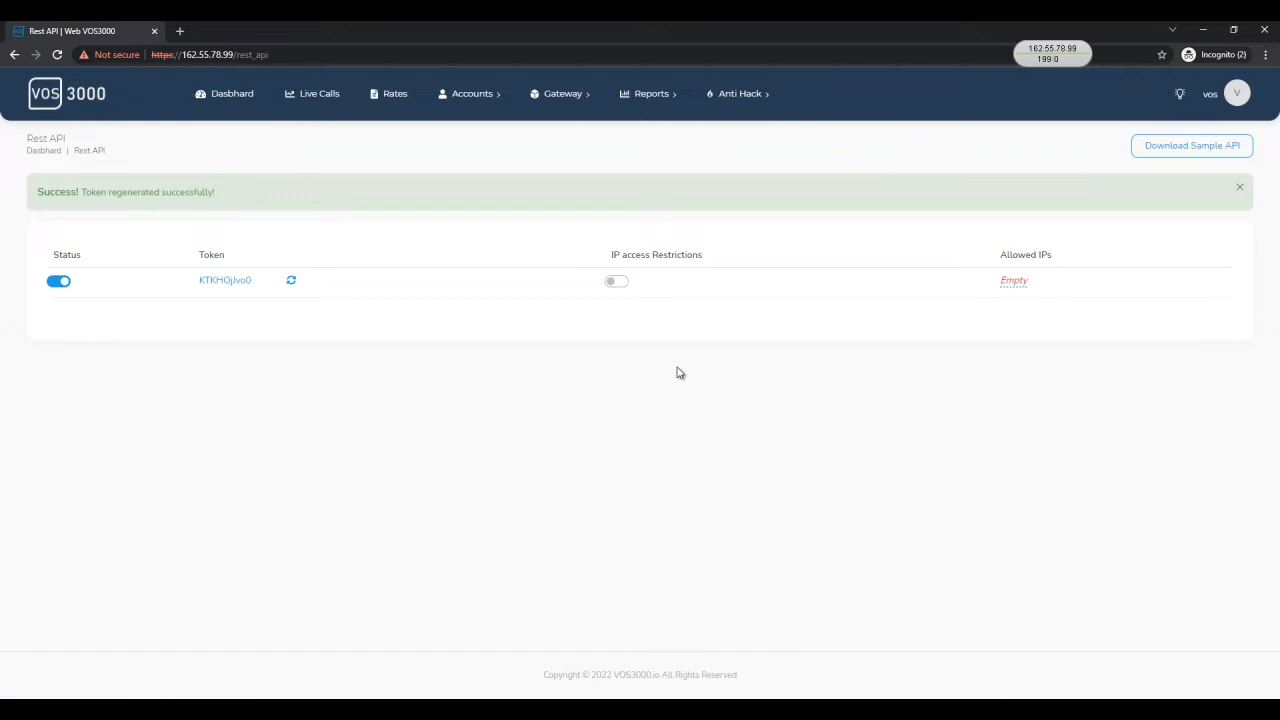 Rest API | Web VOS3000
Not secure
https://162.55.78.99/rest_api
162.55.78.99
199 0
Incognito (2)
VOS 3000
Dasbhard
Live Calls
Rates
Accounts
Gateway
Reports
Anti Hack
vos
V
Rest API
Dasbhard | Rest API
Download Sample API
Success! Token regenerated successfully!
Status
Token
IP access Restrictions
Allowed IPs
KTKHOjJvo0
Empty
Copyright © 2022 VOS3000.io All Rights Reserved